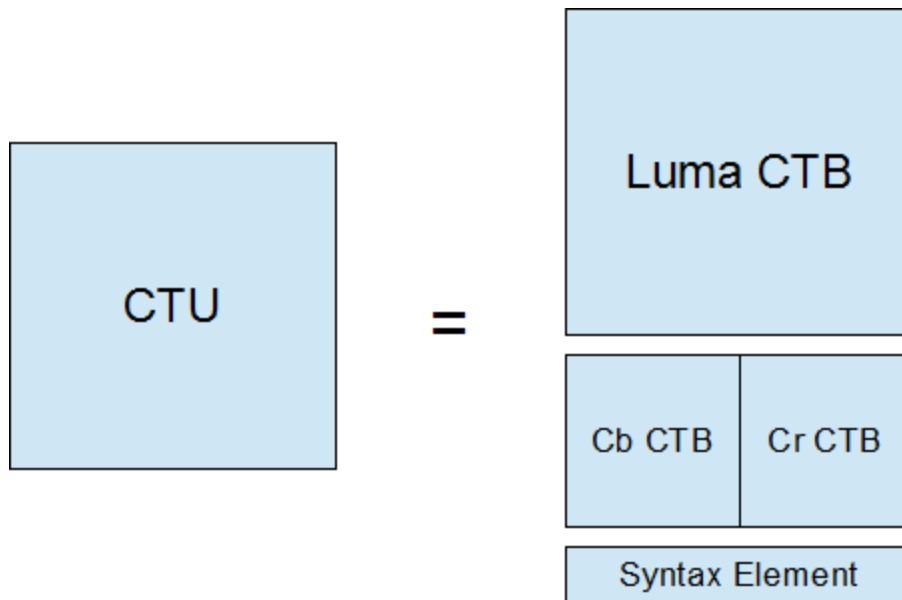 CTU
=
Luma CTB
Cb CTB
Cr CTB
Syntax Element